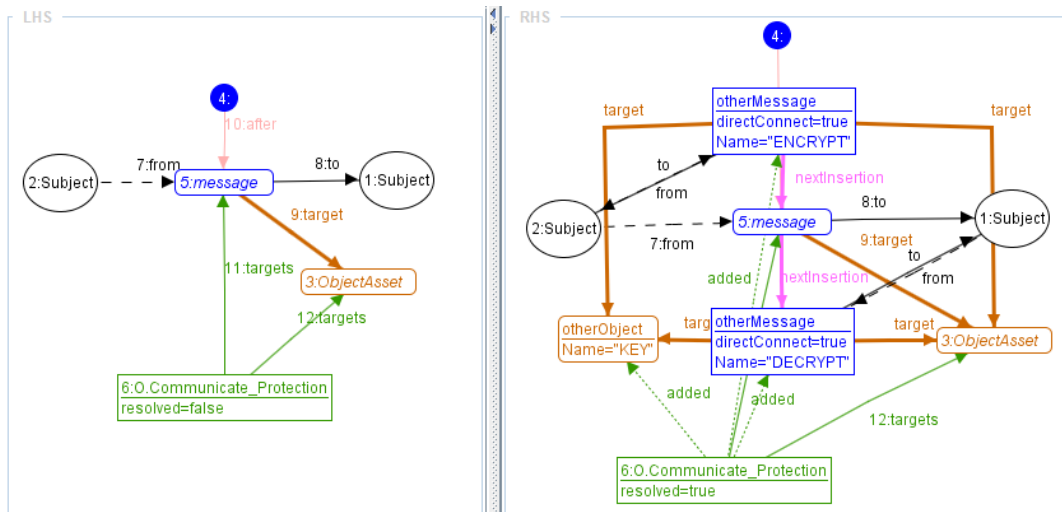 LHS
4:
10:after
7:from
8:to
2:Subject
5:message
1:Subject
9:target
11:targets
3:ObjectAsset
12:targets
6:O.Communicate_Protection
resolved=false
RHS
4:
target
otherMessage
directConnect=true
Name="ENCRYPT"
target
to
from
nextInsertion
8:to
2:Subject
5:message
1:Subject
7:from
9:target
to
from
added
nextInsertion
otherObject
Name="KEY"
targ
otherMessage
directConnect=true
Name="DECRYPT"
target
3:ObjectAsset
added
added
12:targets
6:O.Communicate_Protection
resolved=true